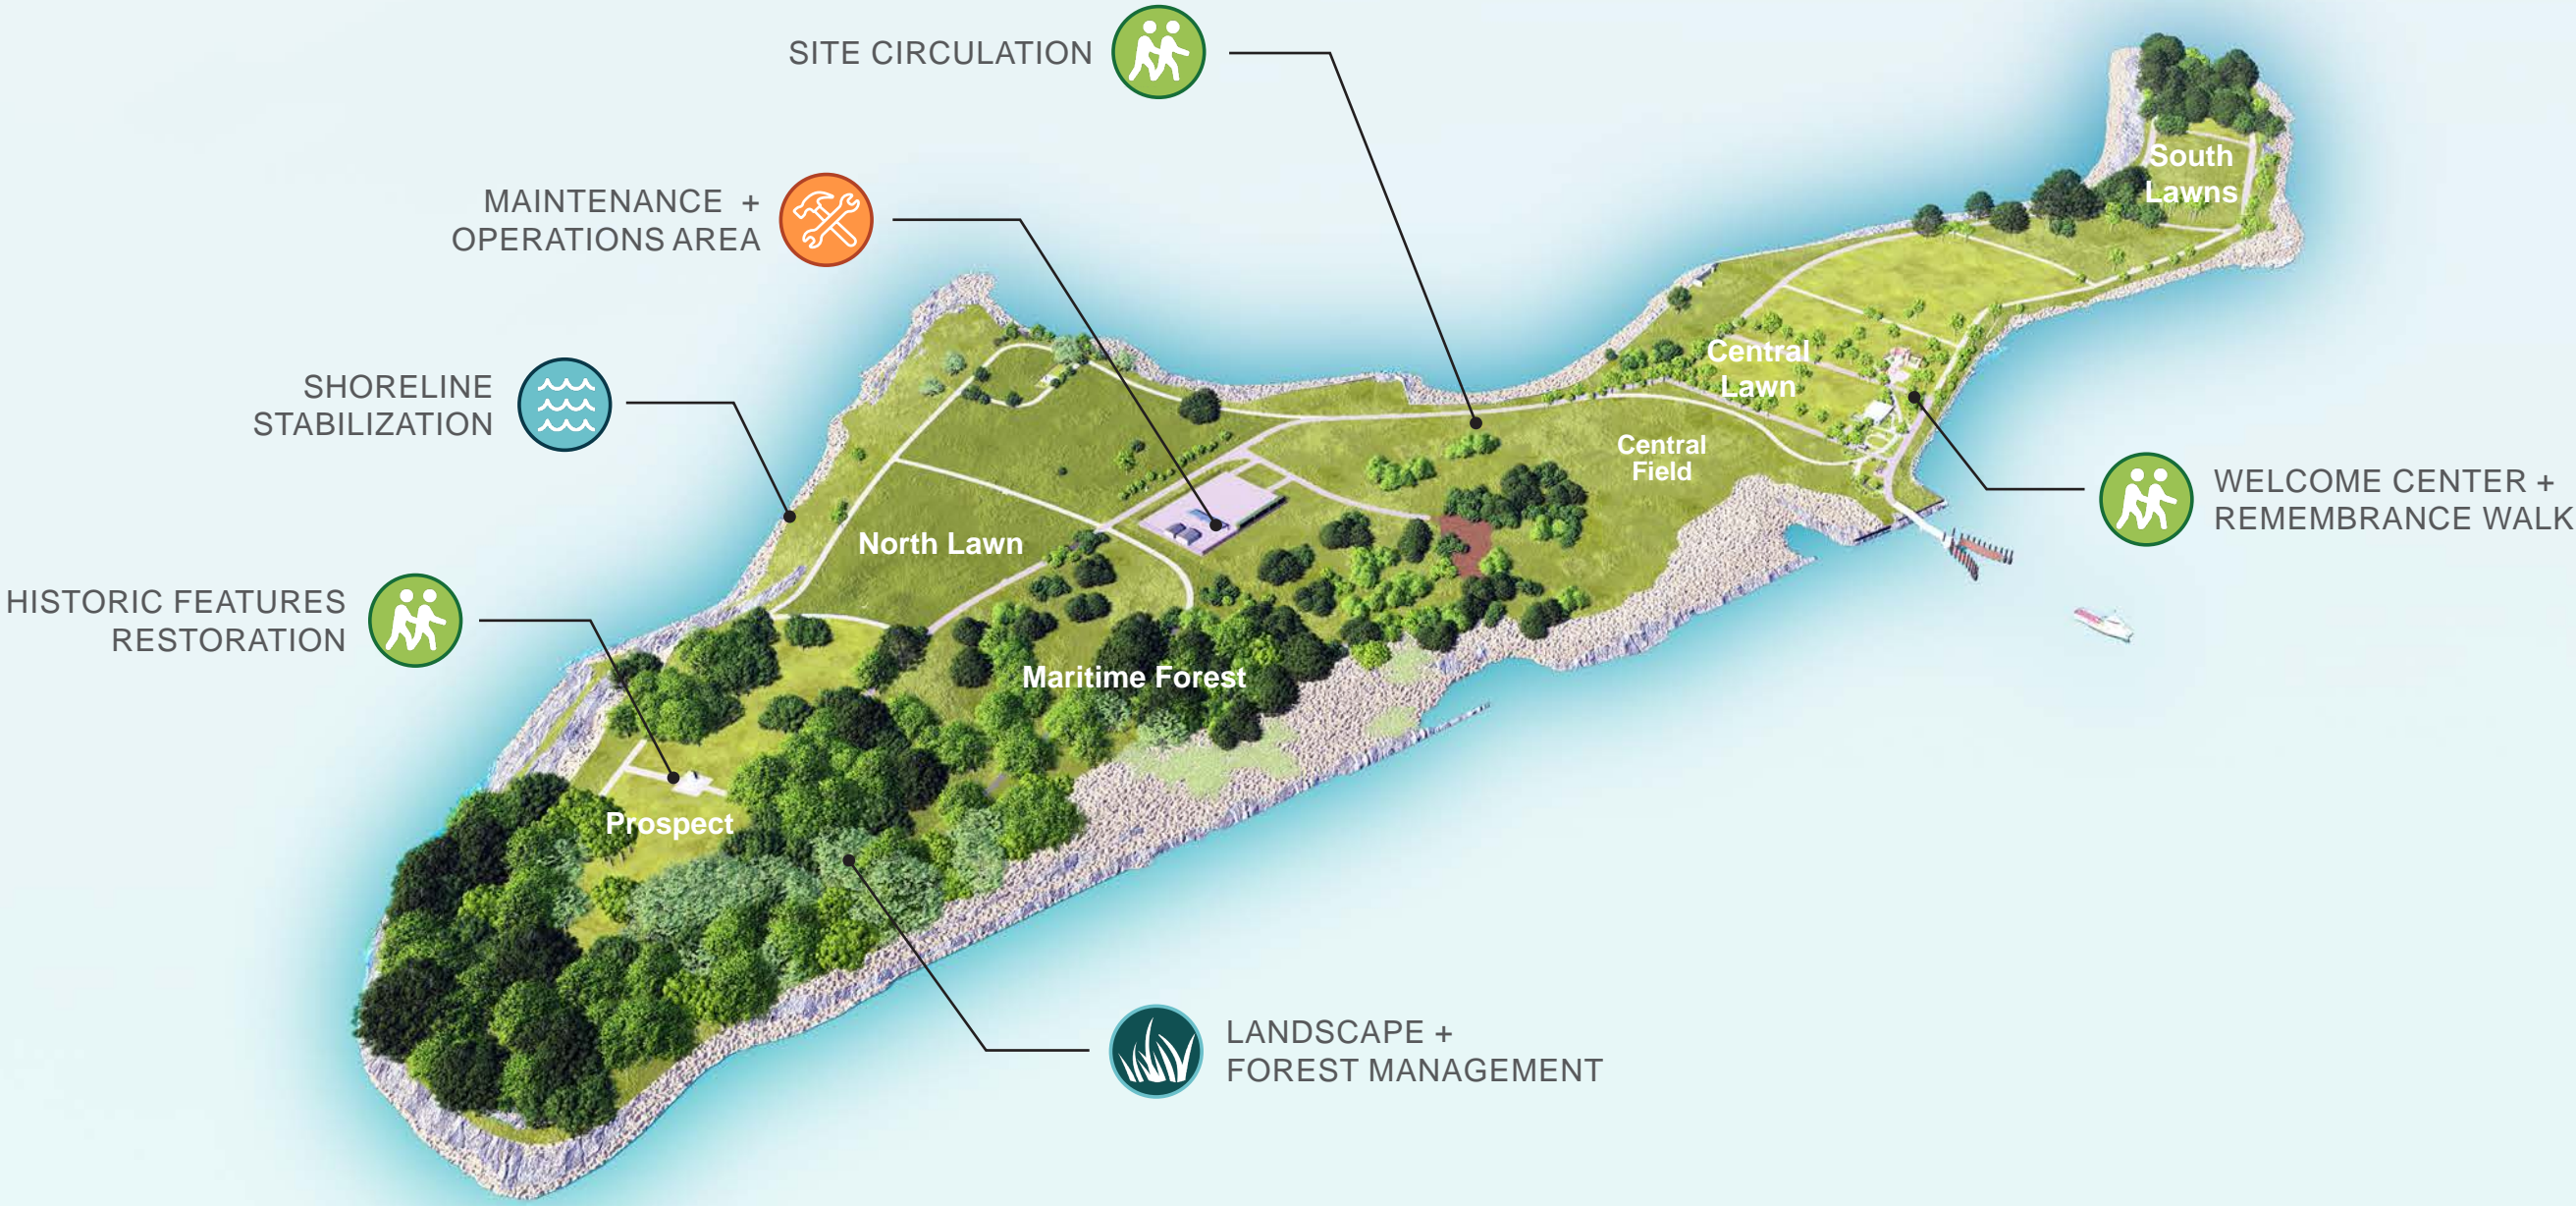 SITE CIRCULATION
MAINTENANCE +
OPERATIONS AREA
SHORELINE
STABILIZATION
HISTORIC FEATURES
RESTORATION
South
Lawns
Central
Lawn
Central
Field
WELCOME CENTER +
REMEMBRANCE WALK
North Lawn
Maritime Forest
Prospect
LANDSCAPE +
FOREST MANAGEMENT